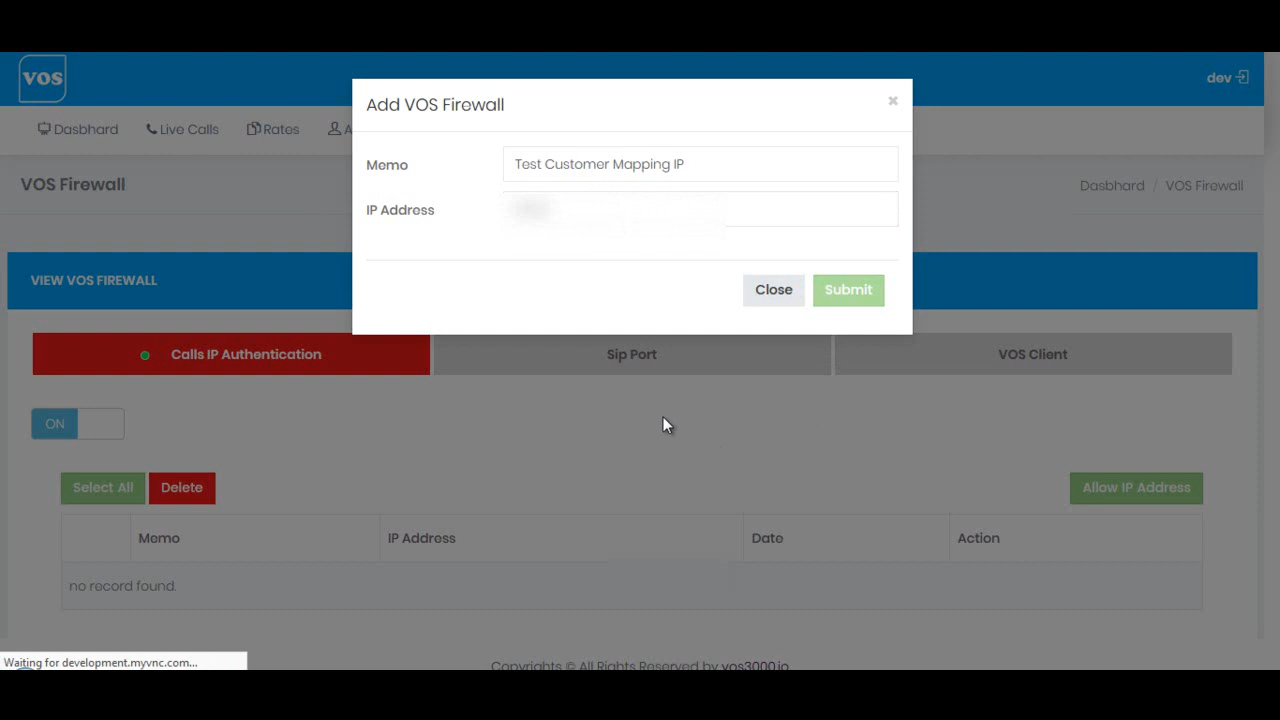 VOS
dev
Add VOS Firewall
×
Dasbhard
Live Calls
Rates
A
Memo
Test Customer Mapping IP
VOS Firewall
Dasbhard / VOS Firewall
IP Address
VIEW VOS FIREWALL
Close
Submit
Calls IP Authentication
Sip Port
VOS Client
ON
Select All
Delete
Allow IP Address
Memo
IP Address
Date
Action
no record found.
Waiting for development.myvnc.com...
Copyrights © All Rights Reserved by vos3000.io